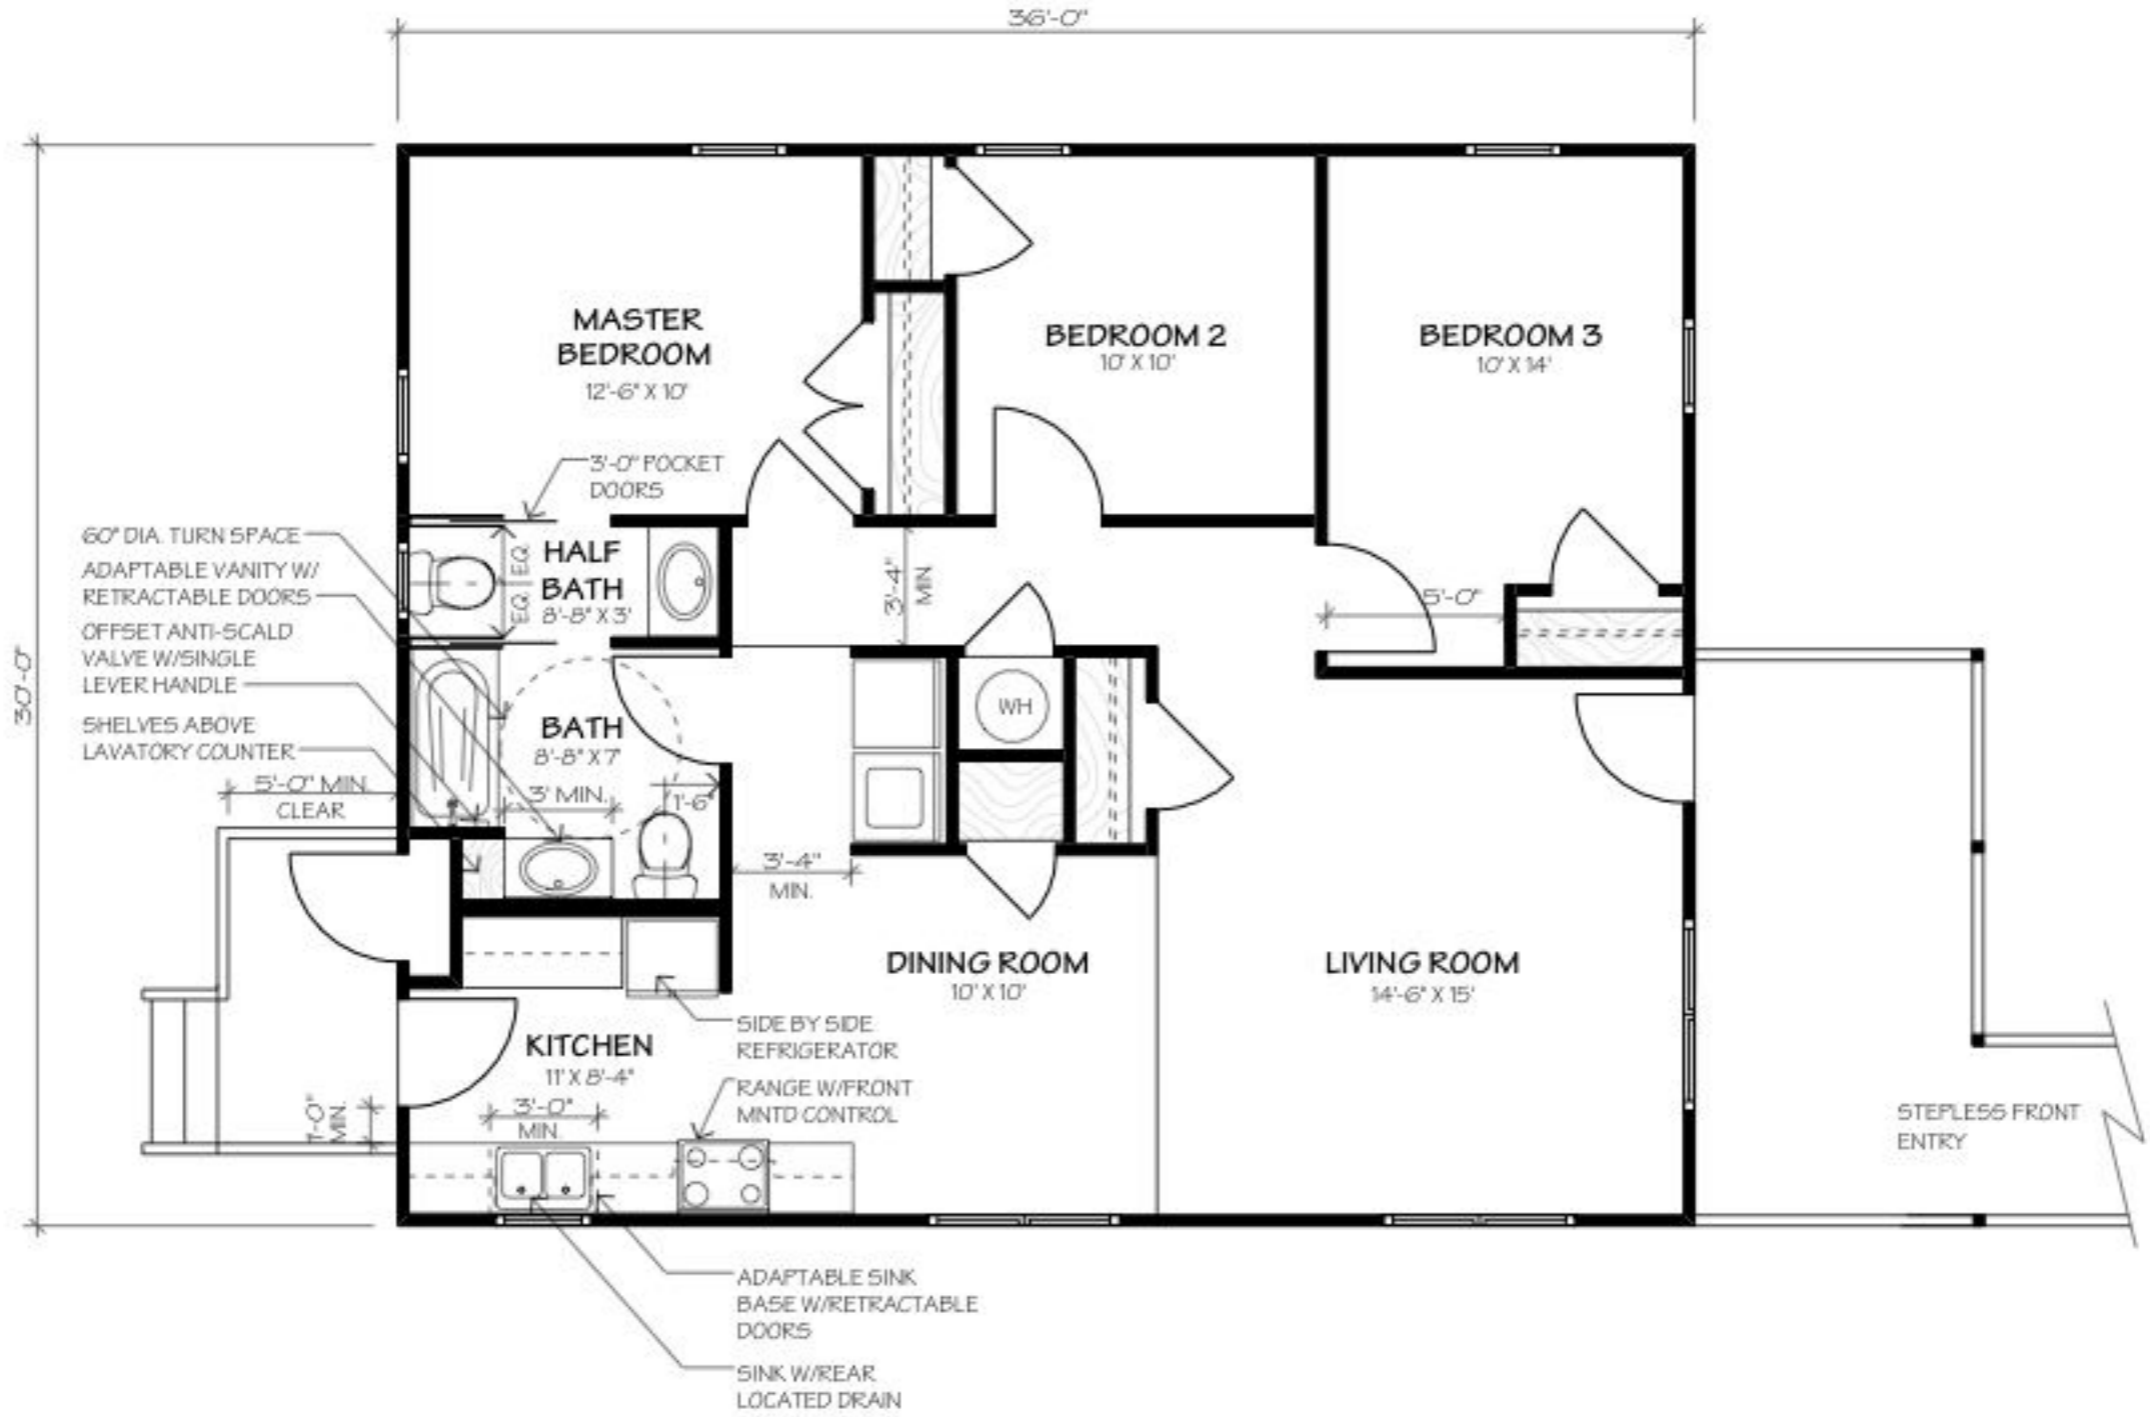 36'-0"
30'-0"
MASTER
BEDROOM
12'-6" X 10'
BEDROOM 2
10' X 10'
BEDROOM 3
10' X 14'
3'-0" POCKET
DOORS
60" DIA. TURN SPACE
ADAPTABLE VANITY W/
RETRACTABLE DOORS
OFFSET ANTI-SCALD
VALVE W/SINGLE
LEVER HANDLE
SHELVES ABOVE
LAVATORY COUNTER
5'-0" MIN.
CLEAR
EQ.
EQ.
HALF
BATH
8'-8" X 3'
3'-4"
MIN
5'-0"
WH
BATH
8'-8" X 7'
3' MIN.
1'-6"
3'-4"
MIN.
DINING ROOM
10' X 10'
LIVING ROOM
14'-6" X 15'
SIDE BY SIDE
REFRIGERATOR
KITCHEN
11' X 8'-4"
RANGE W/FRONT
MNTD CONTROL
3'-0"
MIN.
1'-0"
MIN.
STEPLESS FRONT
ENTRY
ADAPTABLE SINK
BASE W/RETRACTABLE
DOORS
SINK W/REAR
LOCATED DRAIN